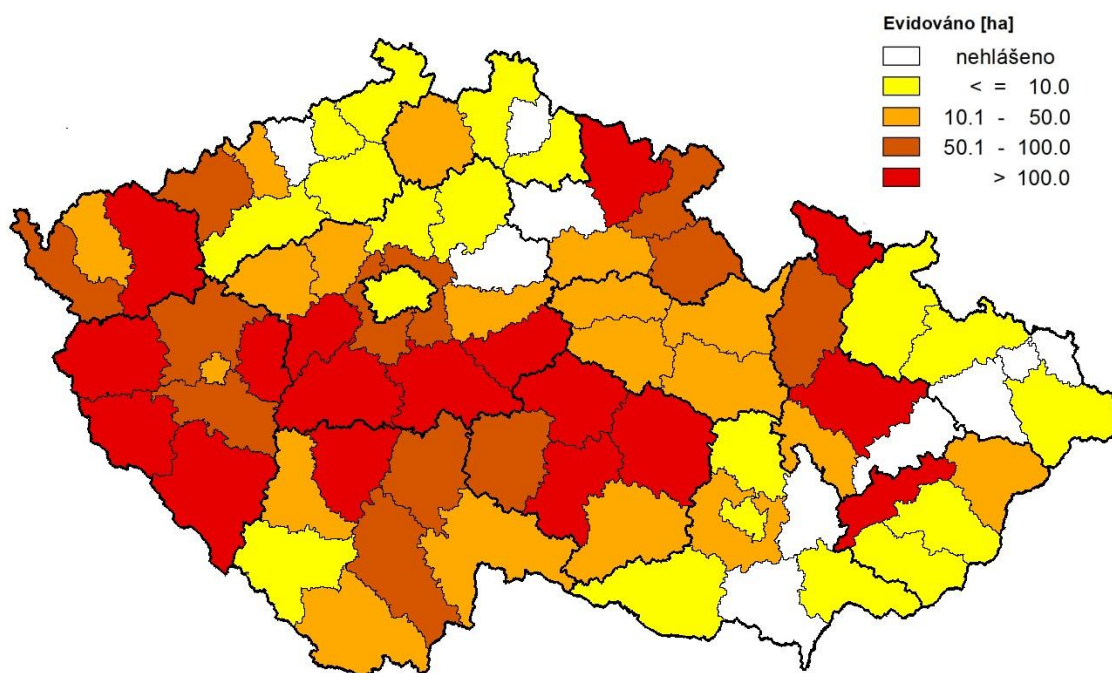 Evidováno [ha]
nehlášeno
< = 10.0
10.1 - 50.0
50.1 - 100.0
> 100.0